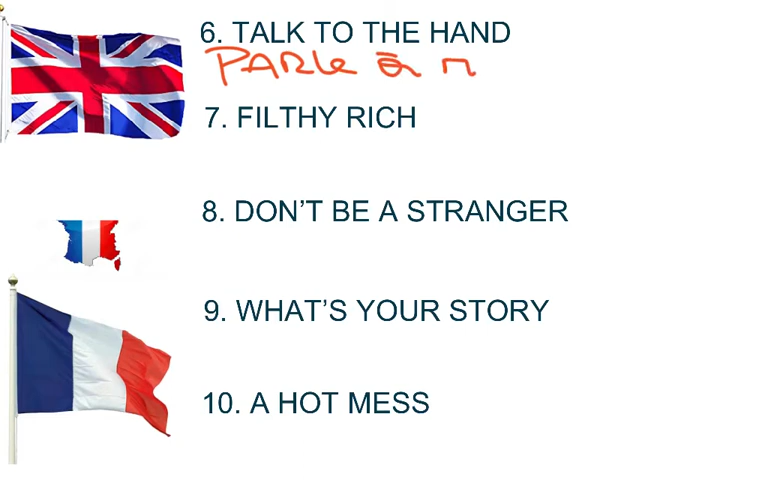 6. TALK TO THE HAND
PARLE à m
7. FILTHY RICH
8. DON'T BE A STRANGER
9. WHAT'S YOUR STORY
10. A HOT MESS